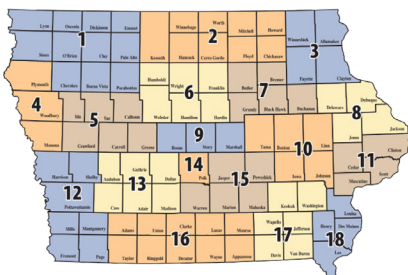 Lyon Osceola Dickinson Emmet
1
Sioux O'Brien Clay Palo Alto
Kossuth Winnebago Worth Mitchell Howard
2
Hancock Cerro Gordo Floyd Chickasaw
Winneshiek Allamakee
3
Fayette Clayton
Plymouth Cherokee Buena Vista Pocahontas
4
Woodbury
Humboldt Wright Franklin
6
Webster Hamilton Hardin
Butler Bremer
7
Grundy Black Hawk Buchanan
Delaware Dubuque
8
Jones Jackson
Ida Sac Calhoun
5
Monona Crawford Carroll Greene
9
Boone Story Marshall
Tama Benton Linn
10
Iowa Johnson
Clinton
Cedar
11
Scott
Muscatine
Harrison Shelby
12
Pottawattamie
Mills Montgomery
Fremont Page
Audubon Guthrie Dallas
13
Cass Adair Madison
14
Polk
Jasper Poweshiek
15
Warren Marion Mahaska Keokuk
Adams Union Clarke Lucas Monroe
16
Taylor Ringgold Decatur Wayne Appanoose
Wapello Jefferson
17
Davis Van Buren
Louisa
Henry Des Moines
18
Lee